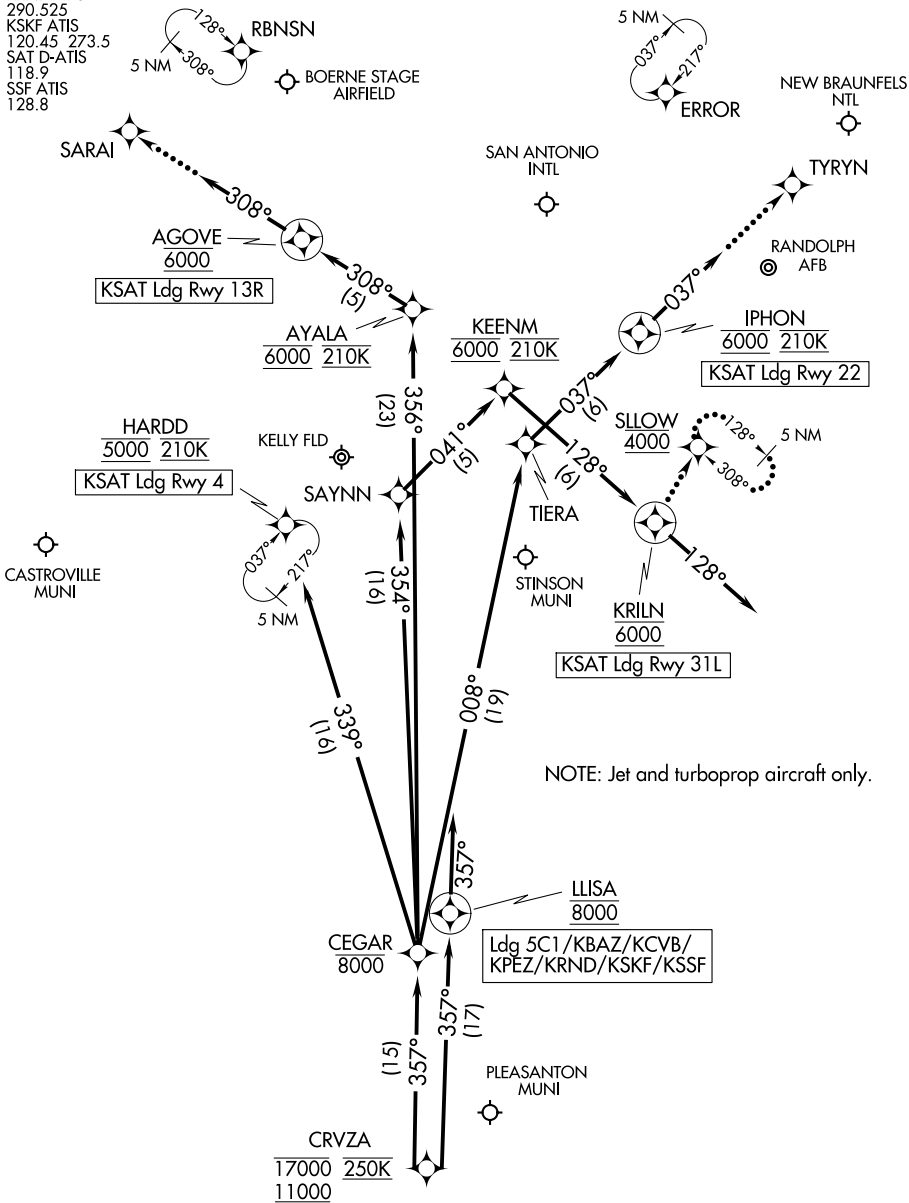 290.525
KSKF ATIS
120.45 273.5
SAT D-ATIS
118.9
SSF ATIS
128.8
5 NM
128°
308°
RBNSN
BOERNE STAGE
AIRFIELD
5 NM
037°
217°
ERROR
NEW BRAUNFELS
NTL
SARAI
SAN ANTONIO
INTL
TYRYN
308°
AGOVE
6000
KSAT Ldg Rwy 13R
308°
(5)
RANDOLPH
AFB
037°
AYALA
6000 210K
KEENM
6000 210K
IPHON
6000 210K
KSAT Ldg Rwy 22
037°
(6)
356°
(23)
HARDD
5000 210K
KSAT Ldg Rwy 4
KELLY FLD
041°
(5)
128°
(6)
SLLOW
4000
128°
308°
5 NM
SAYNN
TIERA
CASTROVILLE
MUNI
037°
217°
5 NM
354°
(16)
STINSON
MUNI
128°
KRILN
6000
KSAT Ldg Rwy 31L
339°
(16)
008°
(19)
NOTE: Jet and turboprop aircraft only.
357°
LLISA
8000
Ldg 5C1/KBAZ/KCVB/
KPEZ/KRND/KSKF/KSSF
CEGAR
8000
357°
(15)
357°
(17)
PLEASANTON
MUNI
CRVZA
17000 250K
11000